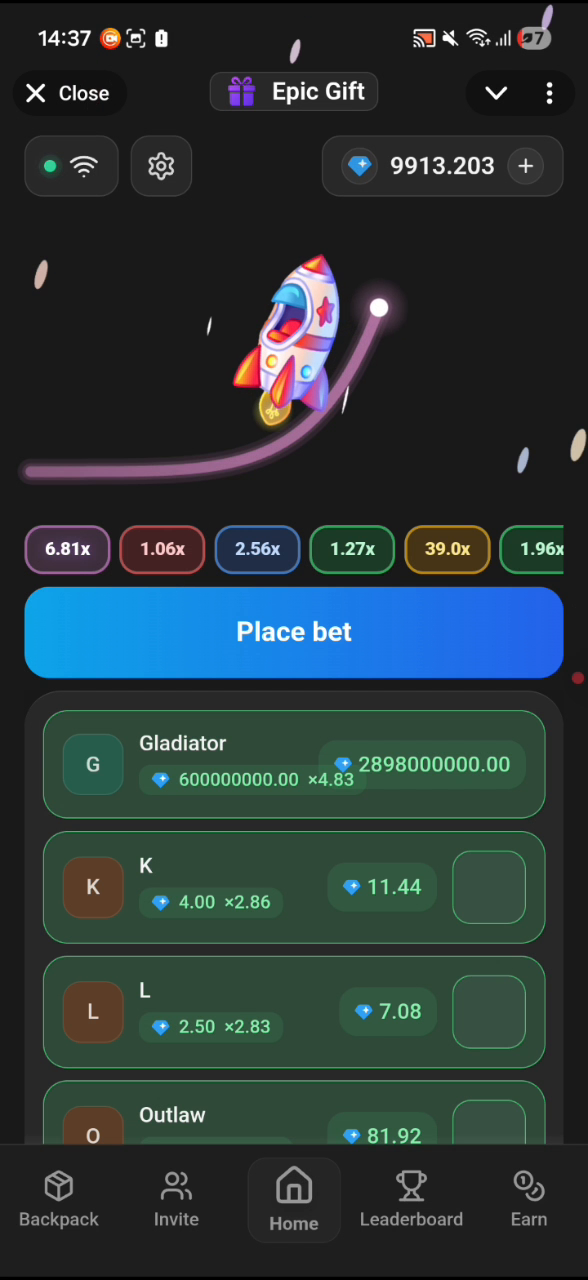 14:37
7
Close
Epic Gift
9913.203
6.81x
1.06x
2.56x
1.27x
39.0x
1.96x
Place bet
G
Gladiator
600000000.00 ×4.83
2898000000.00
K
K
4.00 ×2.86
11.44
L
L
2.50 ×2.83
7.08
O
Outlaw
81.92
Backpack
Invite
Home
Leaderboard
Earn